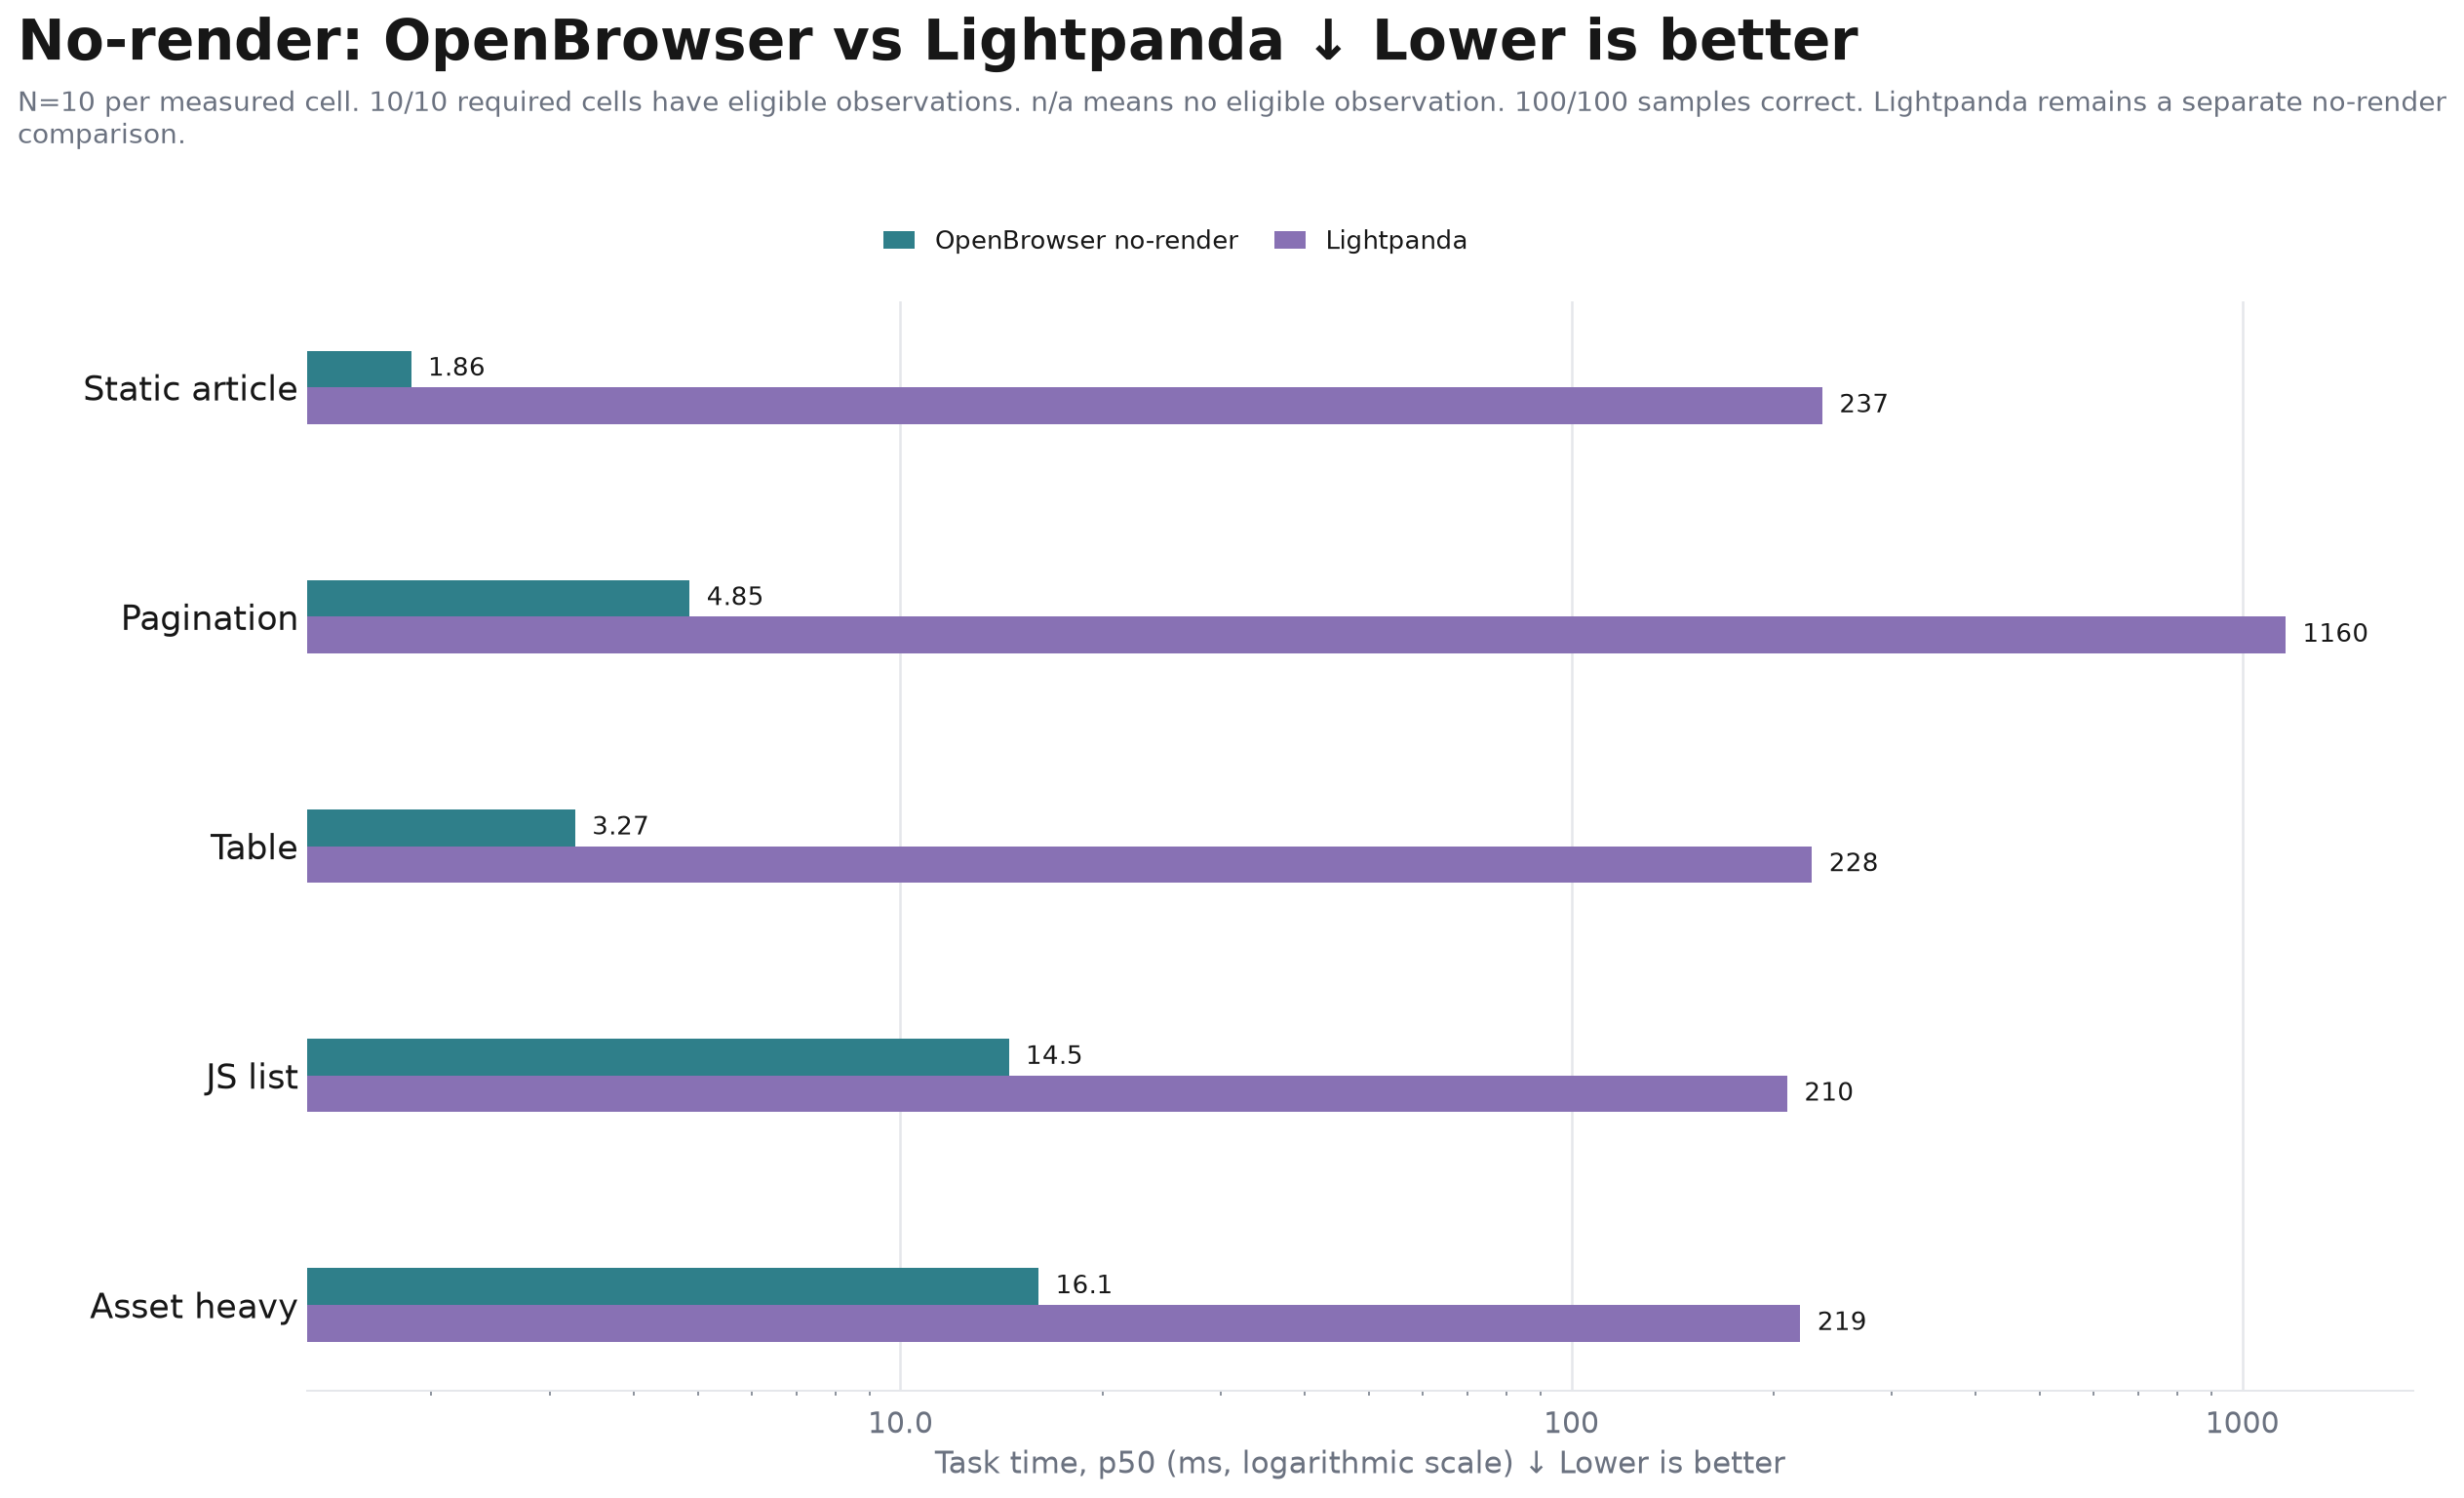 No-render: OpenBrowser vs Lightpanda ↓ Lower is better
N=10 per measured cell. 10/10 required cells have eligible observations. n/a means no eligible observation. 100/100 samples correct. Lightpanda remains a separate no-render
comparison.
OpenBrowser no-render
Lightpanda
Static article
1.86
237
Pagination
4.85
1160
Table
3.27
228
JS list
14.5
210
Asset heavy
16.1
219
10.0
100
1000
Task time, p50 (ms, logarithmic scale) ↓ Lower is better